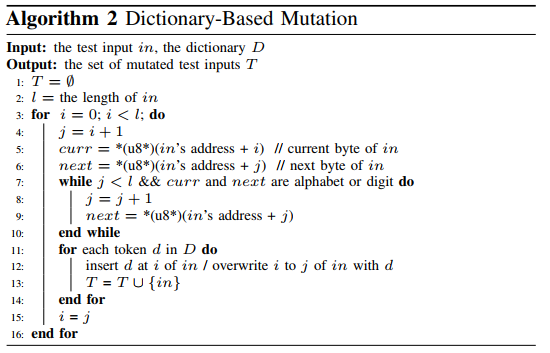 Algorithm 2 Dictionary-Based Mutation
Input: the test input in, the dictionary D
Output: the set of mutated test inputs T
1: T = ∅
2: l = the length of in
3: for i = 0; i < l; do
4: j = i + 1
5: curr = *(u8*)(in's address + i) // current byte of in
6: next = *(u8*)(in's address + j) // next byte of in
7: while j < l && curr and next are alphabet or digit do
8: j = j + 1
9: next = *(u8*)(in's address + j)
10: end while
11: for each token d in D do
12: insert d at i of in / overwrite i to j of in with d
13: T = T ∪ {in}
14: end for
15: i = j
16: end for